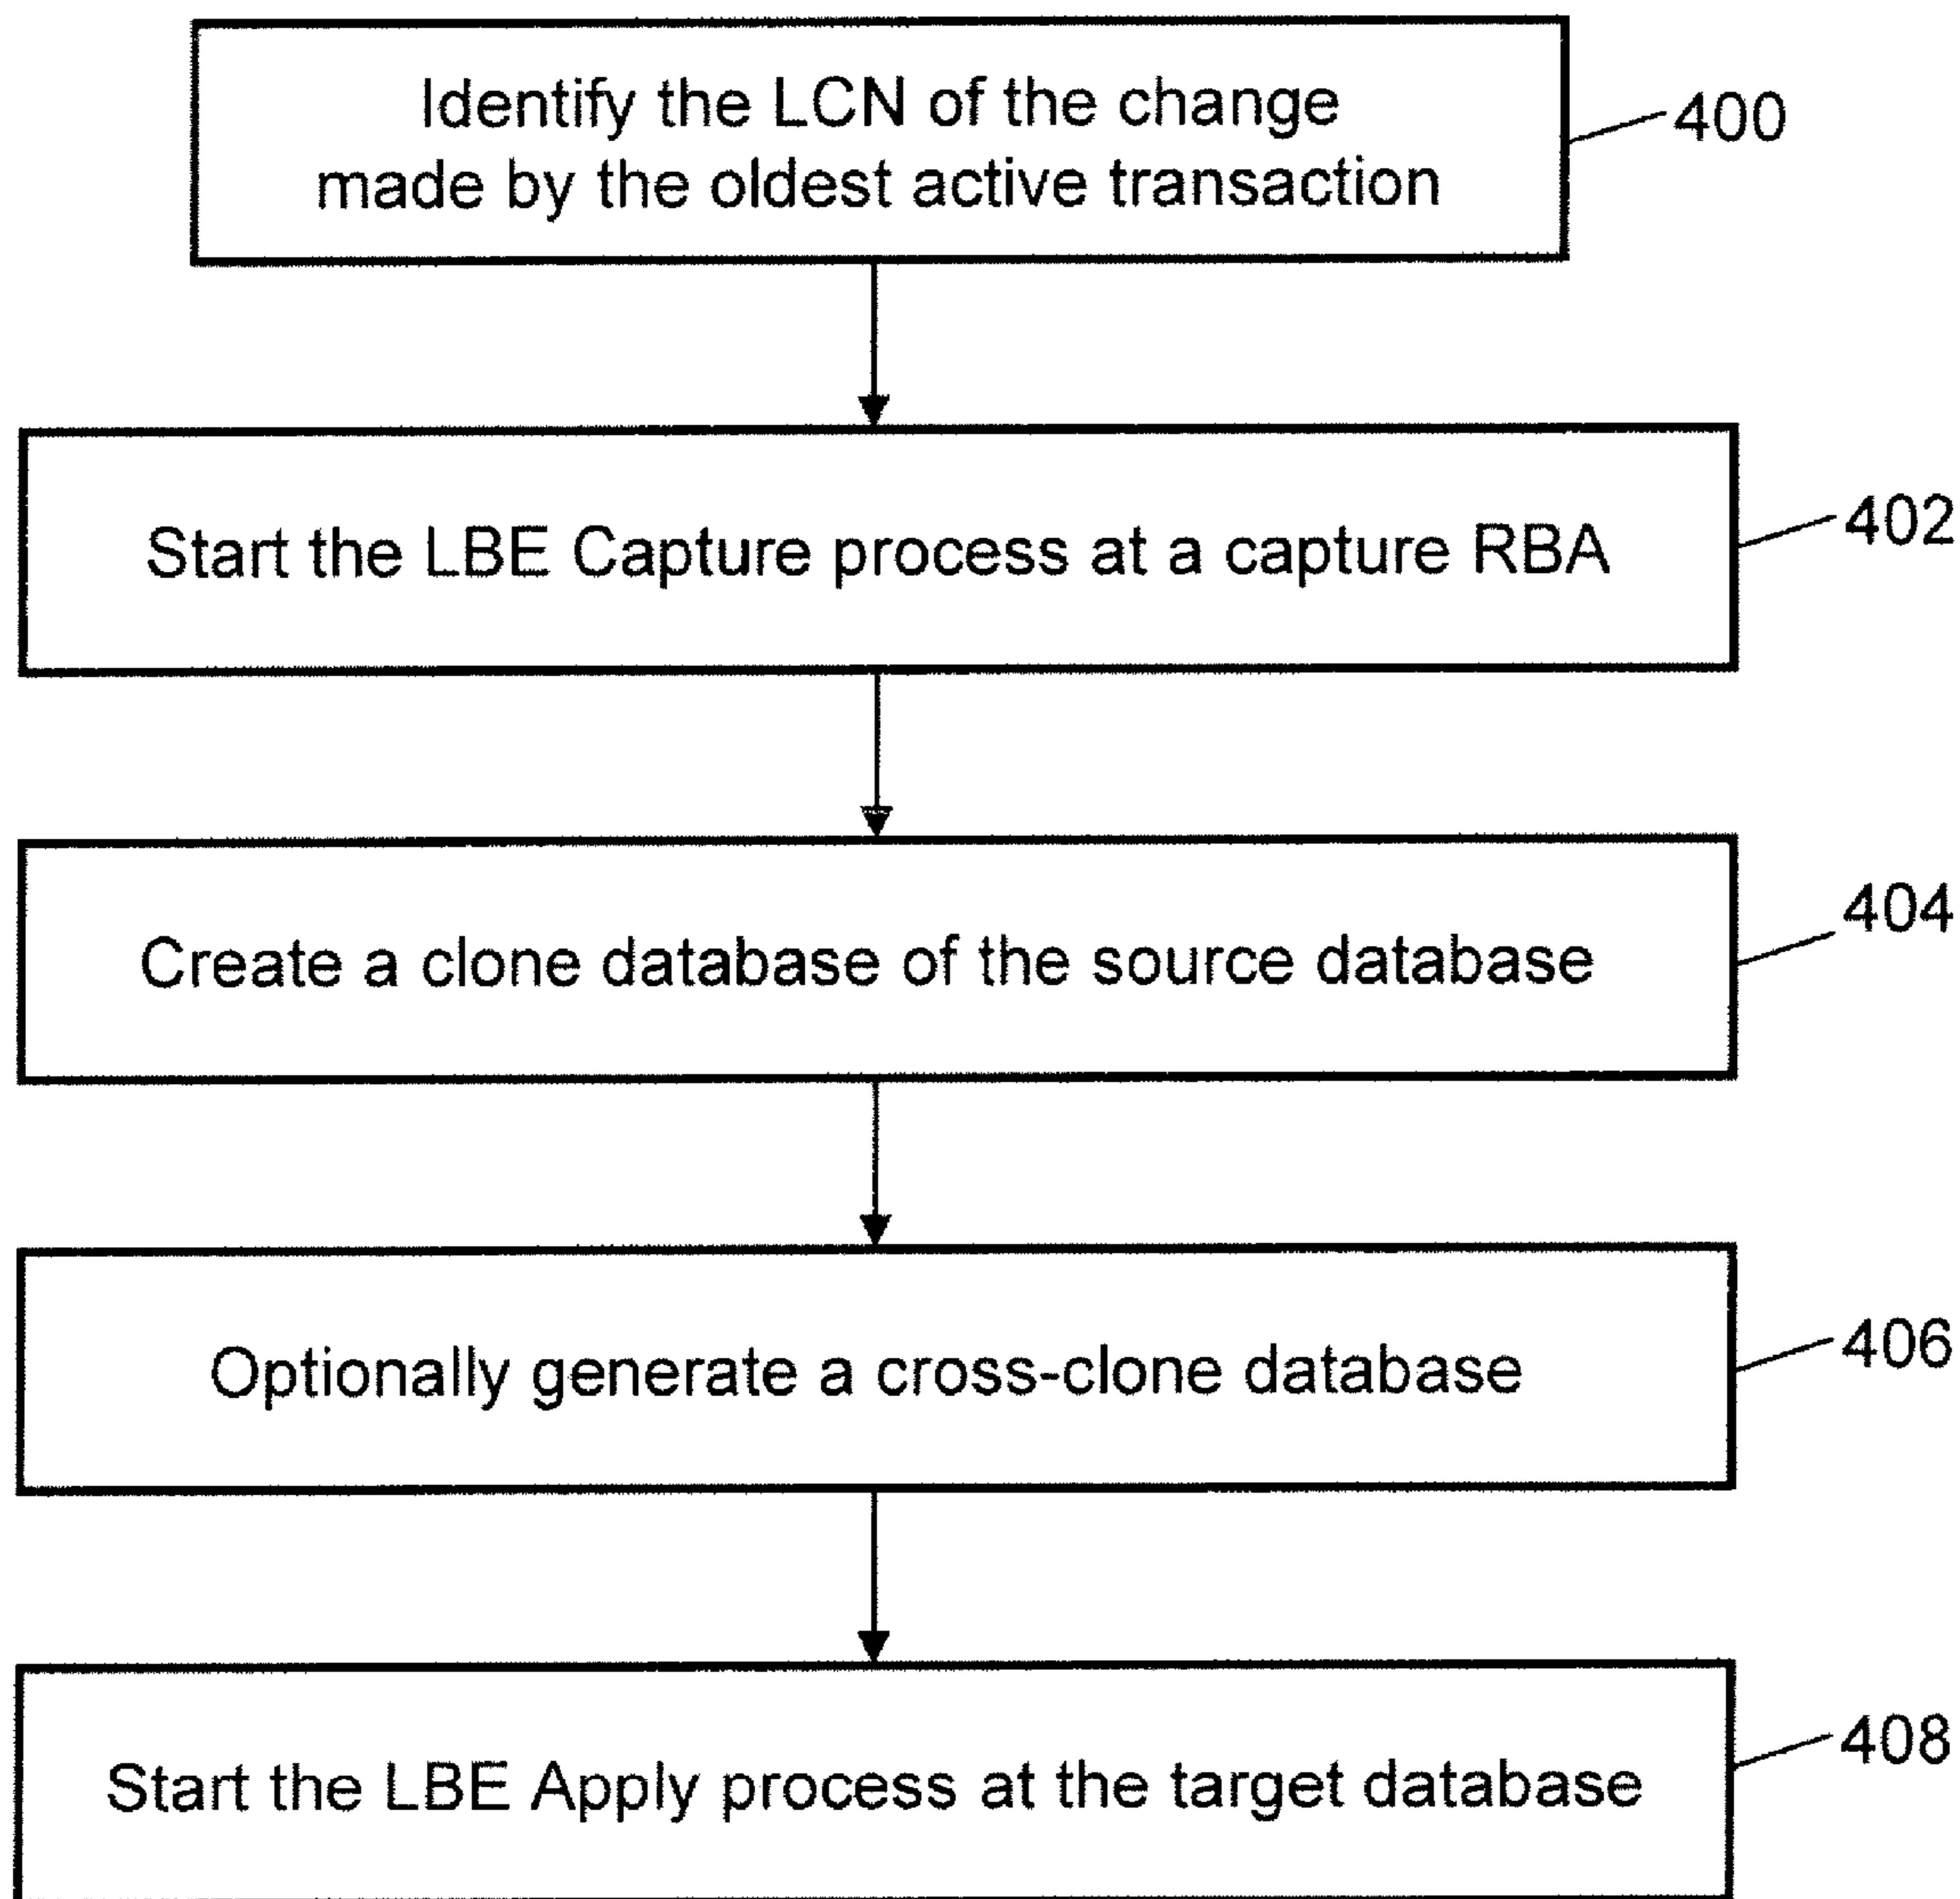 Identify the LCN of the change
made by the oldest active transaction
400
Start the LBE Capture process at a capture RBA
402
Create a clone database of the source database
404
Optionally generate a cross-clone database
406
Start the LBE Apply process at the target database
408